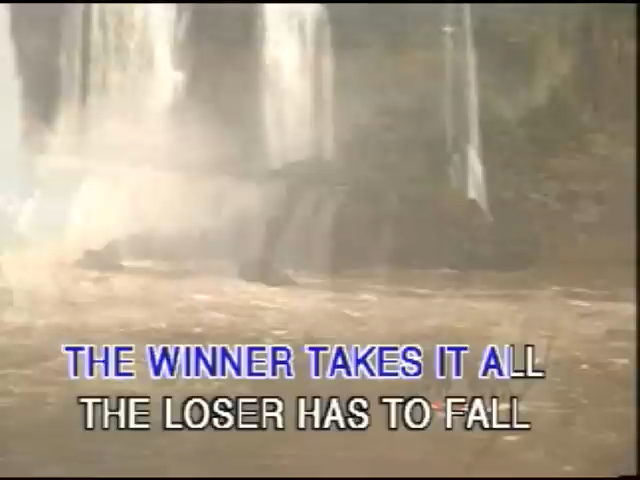 THE WINNER TAKES IT ALL
THE LOSER HAS TO FALL